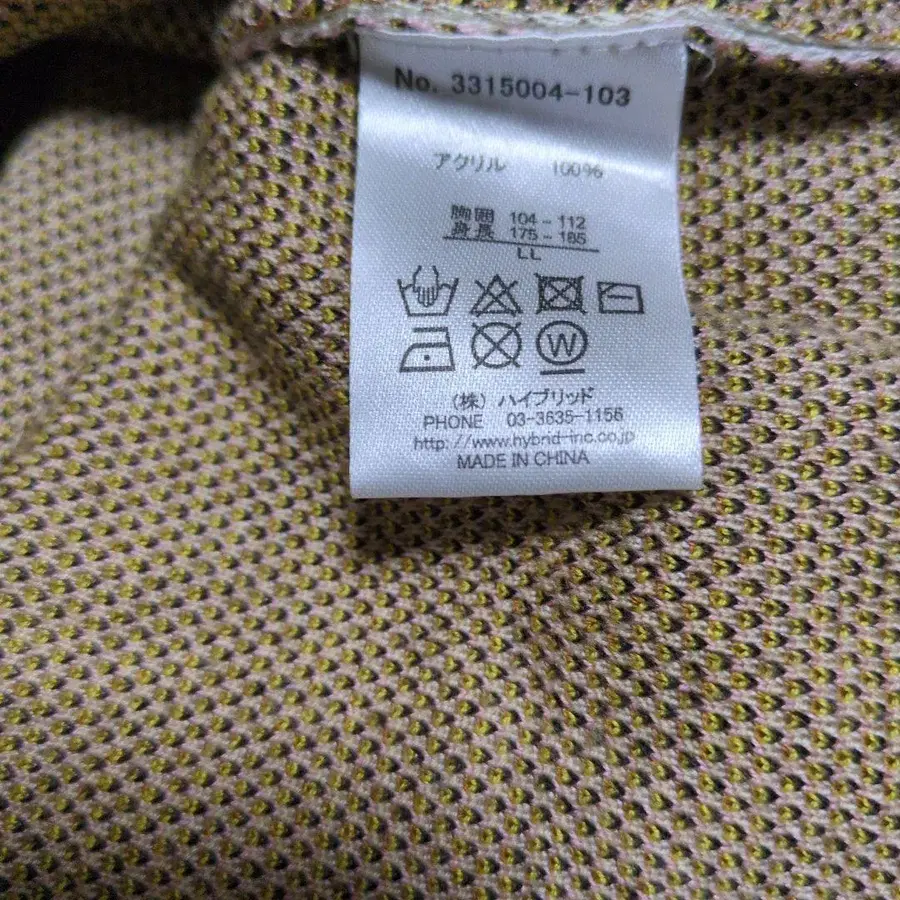 No. 3315004-103
アクリル 100%
胸囲 104-112
身長 175-185
LL
W
(株) ハイブリッド
PHONE 03-3635-1156
http://www.hybrid-inc.co.jp
MADE IN CHINA